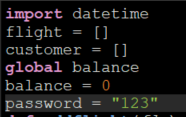 import datetime
flight = []
customer = []
global balance
balance = 0
password = "123"